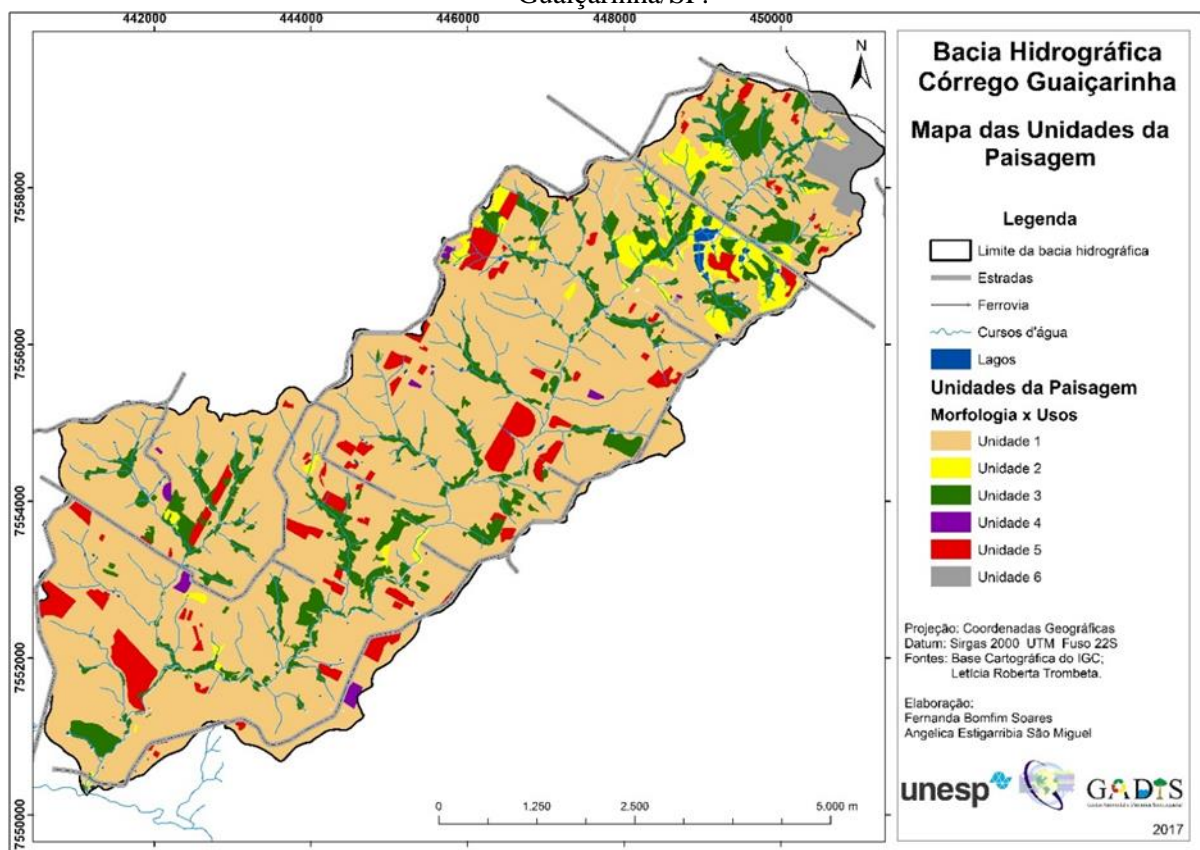 Guaiçarinha/SP.
442000 444000 446000 448000 450000
N
7558000
7556000
7554000
7552000
7550000
0 1.250 2.500 5.000 m
Bacia Hidrográfica
Córrego Guaiçarinha
Mapa das Unidades da
Paisagem
Legenda
Limite da bacia hidrográfica
Estradas
Ferrovia
Cursos d'água
Lagos
Unidades da Paisagem
Morfologia x Usos
Unidade 1
Unidade 2
Unidade 3
Unidade 4
Unidade 5
Unidade 6
Projeção: Coordenadas Geográficas
Datum: Sirgas 2000 UTM Fuso 22S
Fontes: Base Cartográfica do IGC;
Letícia Roberta Trombeta.
Elaboração:
Fernanda Bomfim Soares
Angelica Estigarribia São Miguel
unesp
GADIS
2017